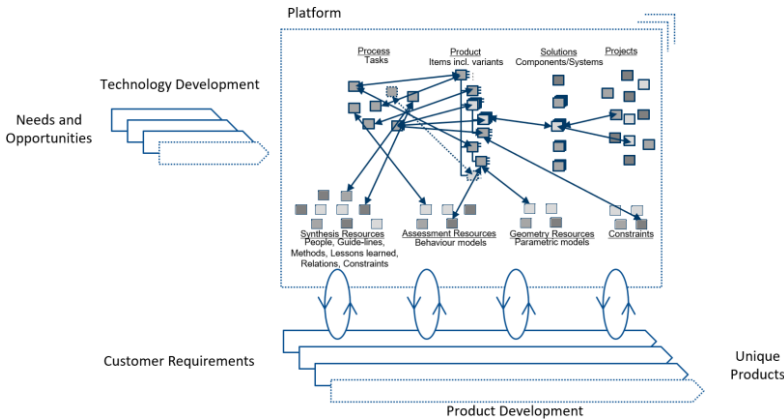 Platform
Process
Tasks
Product
Items incl. variants
Solutions
Components/Systems
Projects
Technology Development
Needs and
Opportunities
Synthesis Resources
People, Guide-lines,
Methods, Lessons learned,
Relations, Constraints
Assessment Resources
Behaviour models
Geometry Resources
Parametric models
Constraints
Customer Requirements
Unique
Products
Product Development